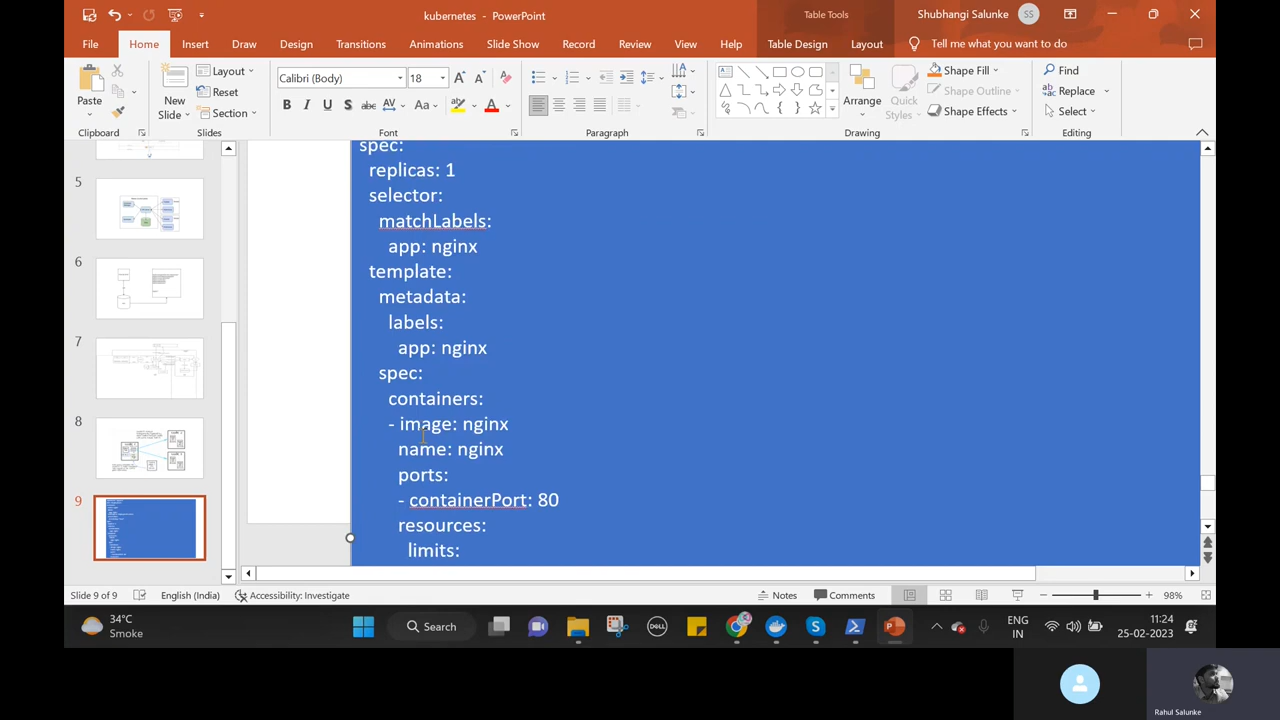 kubernetes - PowerPoint
Table Tools
Shubhangi Salunke
SS
File
Home
Insert
Draw
Design
Transitions
Animations
Slide Show
Record
Review
View
Help
Table Design
Layout
Tell me what you want to do
Paste
Clipboard
New
Slide
Layout
Reset
Section
Slides
Calibri (Body)
18
B I U S abc AV Aa A
Font
Paragraph
Arrange
Quick
Styles
Shape Fill
Shape Outline
Shape Effects
Drawing
Find
Replace
Select
Editing
5
6
7
8
9
spec:
replicas: 1
selector:
matchLabels:
app: nginx
template:
metadata:
labels:
app: nginx
spec:
containers:
- image: nginx
name: nginx
ports:
- containerPort: 80
resources:
limits:
Slide 9 of 9
English (India)
Accessibility: Investigate
Notes
Comments
98%
34°C
Smoke
Search
DELL
ENG
IN
11:24
25-02-2023
Rahul Salunke